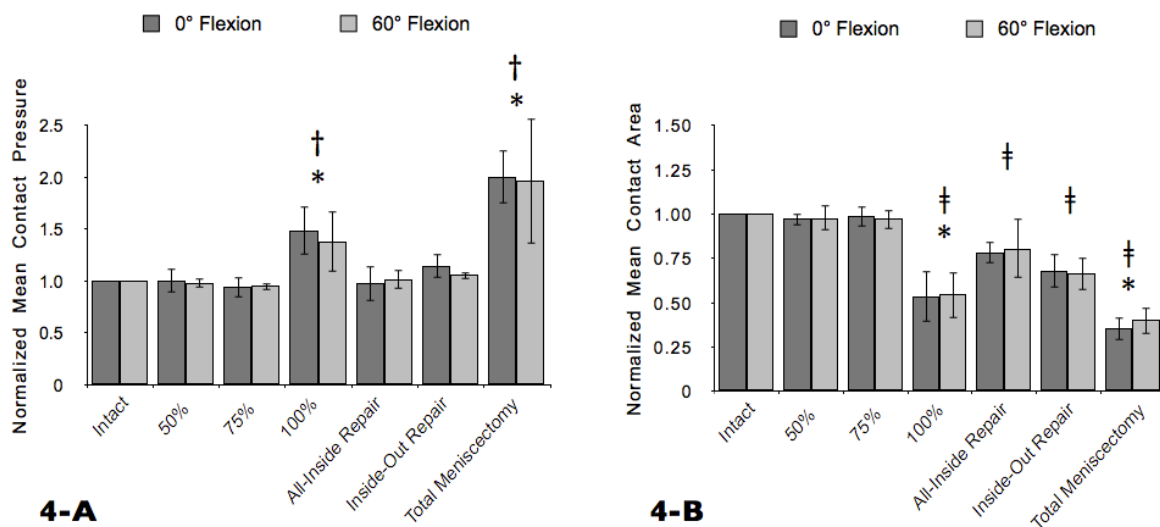 0° Flexion 60° Flexion
Normalized Mean Contact Pressure
2.5
2.0
1.5
1.0
0.5
0
†
*
†
*
Intact
50%
75%
100%
All-Inside Repair
Inside-Out Repair
Total Meniscectomy
4-A
0° Flexion 60° Flexion
Normalized Mean Contact Area
1.50
1.25
1.00
0.75
0.50
0.25
0
‡
*
‡
‡
‡
*
Intact
50%
75%
100%
All-Inside Repair
Inside-Out Repair
Total Meniscectomy
4-B